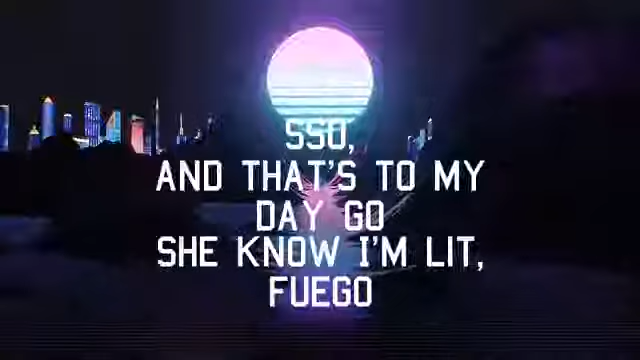 SSO,
AND THAT'S TO MY
DAY GO
SHE KNOW I'M LIT,
FUEGO